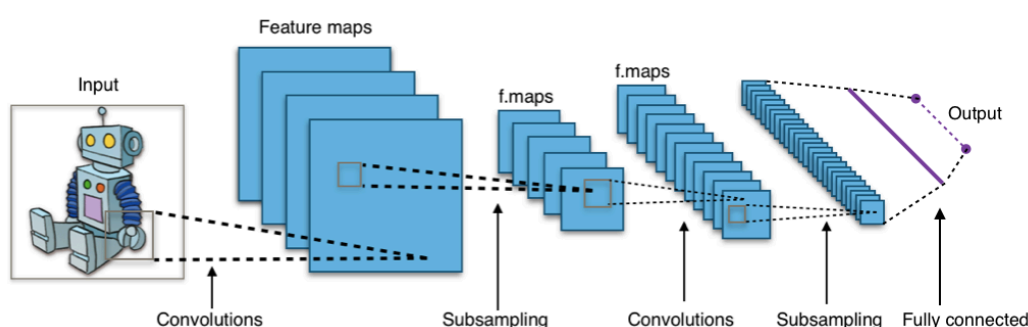 Feature maps
Input
f.maps
f.maps
Output
Convolutions
Subsampling
Convolutions
Subsampling
Fully connected